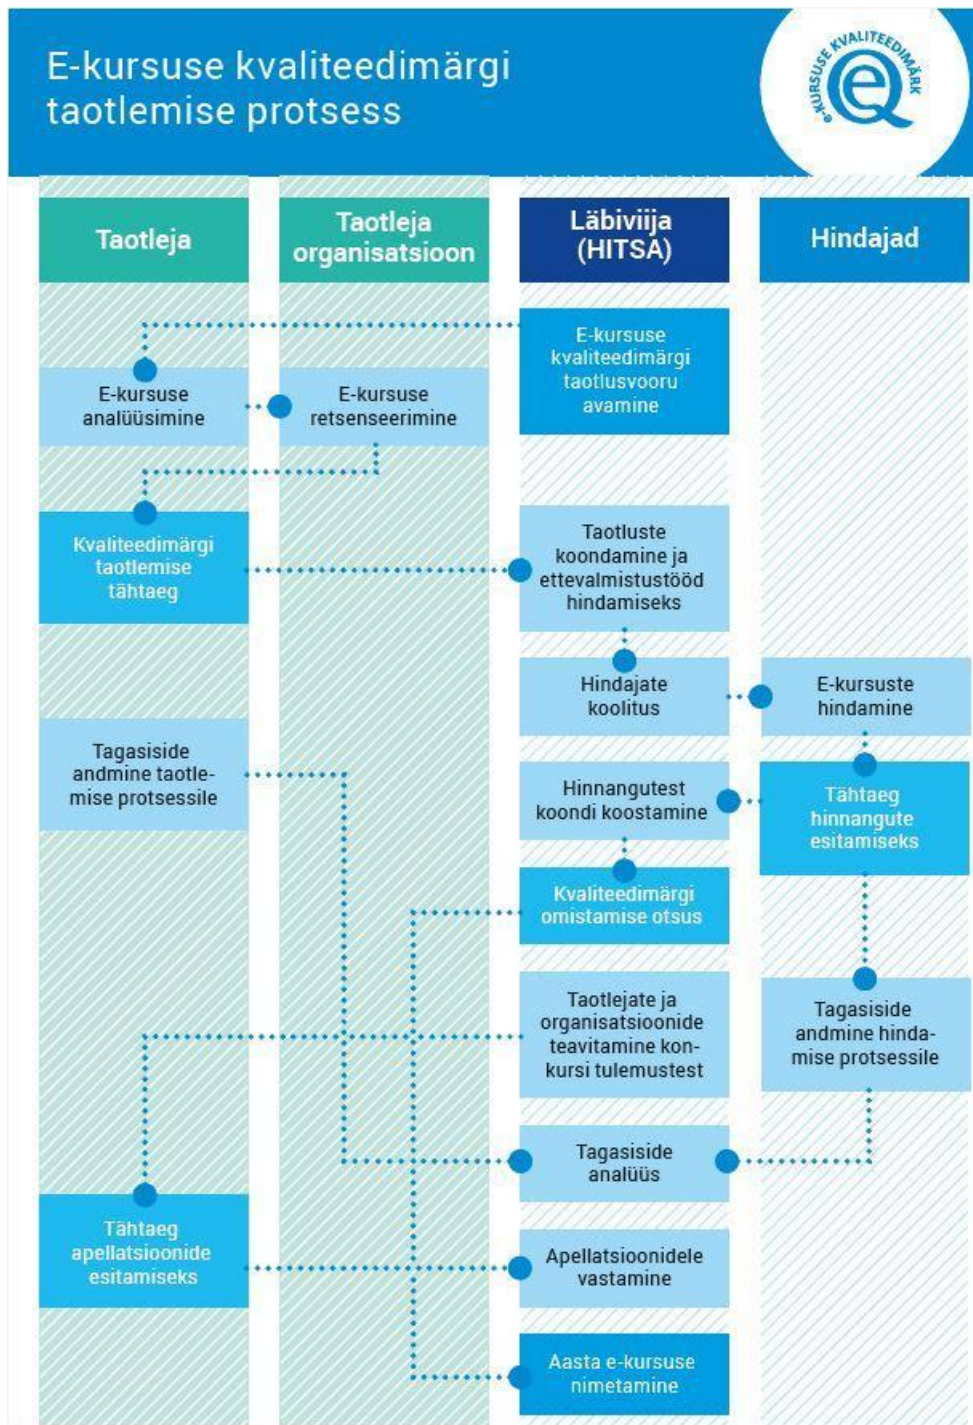 E-kursuse kvaliteedimärgi
taotlemise protsess
e-KURSUSE KVALITEEDIMÄRK
eQ
Taotleja
Taotleja
organisatsioon
Läbiviija
(HITSA)
Hindajad
E-kursuse
kvaliteedimärgi
taotlusvooru
avamine
E-kursuse
analüüsimine
E-kursuse
retsenseerimine
Kvaliteedimärgi
taotlemise
tähtaeg
Taotluste
koondamine ja
ettevalmistustööd
hindamiseks
Hindajate
koolitus
E-kursuste
hindamine
Tagasiside
andmine taotle-
mise protsessile
Hinnangutest
koondi koostamine
Tähtaeg
hinnangute
esitamiseks
Kvaliteedimärgi
omistamise otsus
Taotlejate ja
organisatsioonide
teavitamine kon-
kursi tulemustest
Tagasiside
andmine hinda-
mise protsessile
Tagasiside
analüüs
Tähtaeg
apellatsioonide
esitamiseks
Apellatsioonidele
vastamine
Aasta e-kursuse
nimetamine